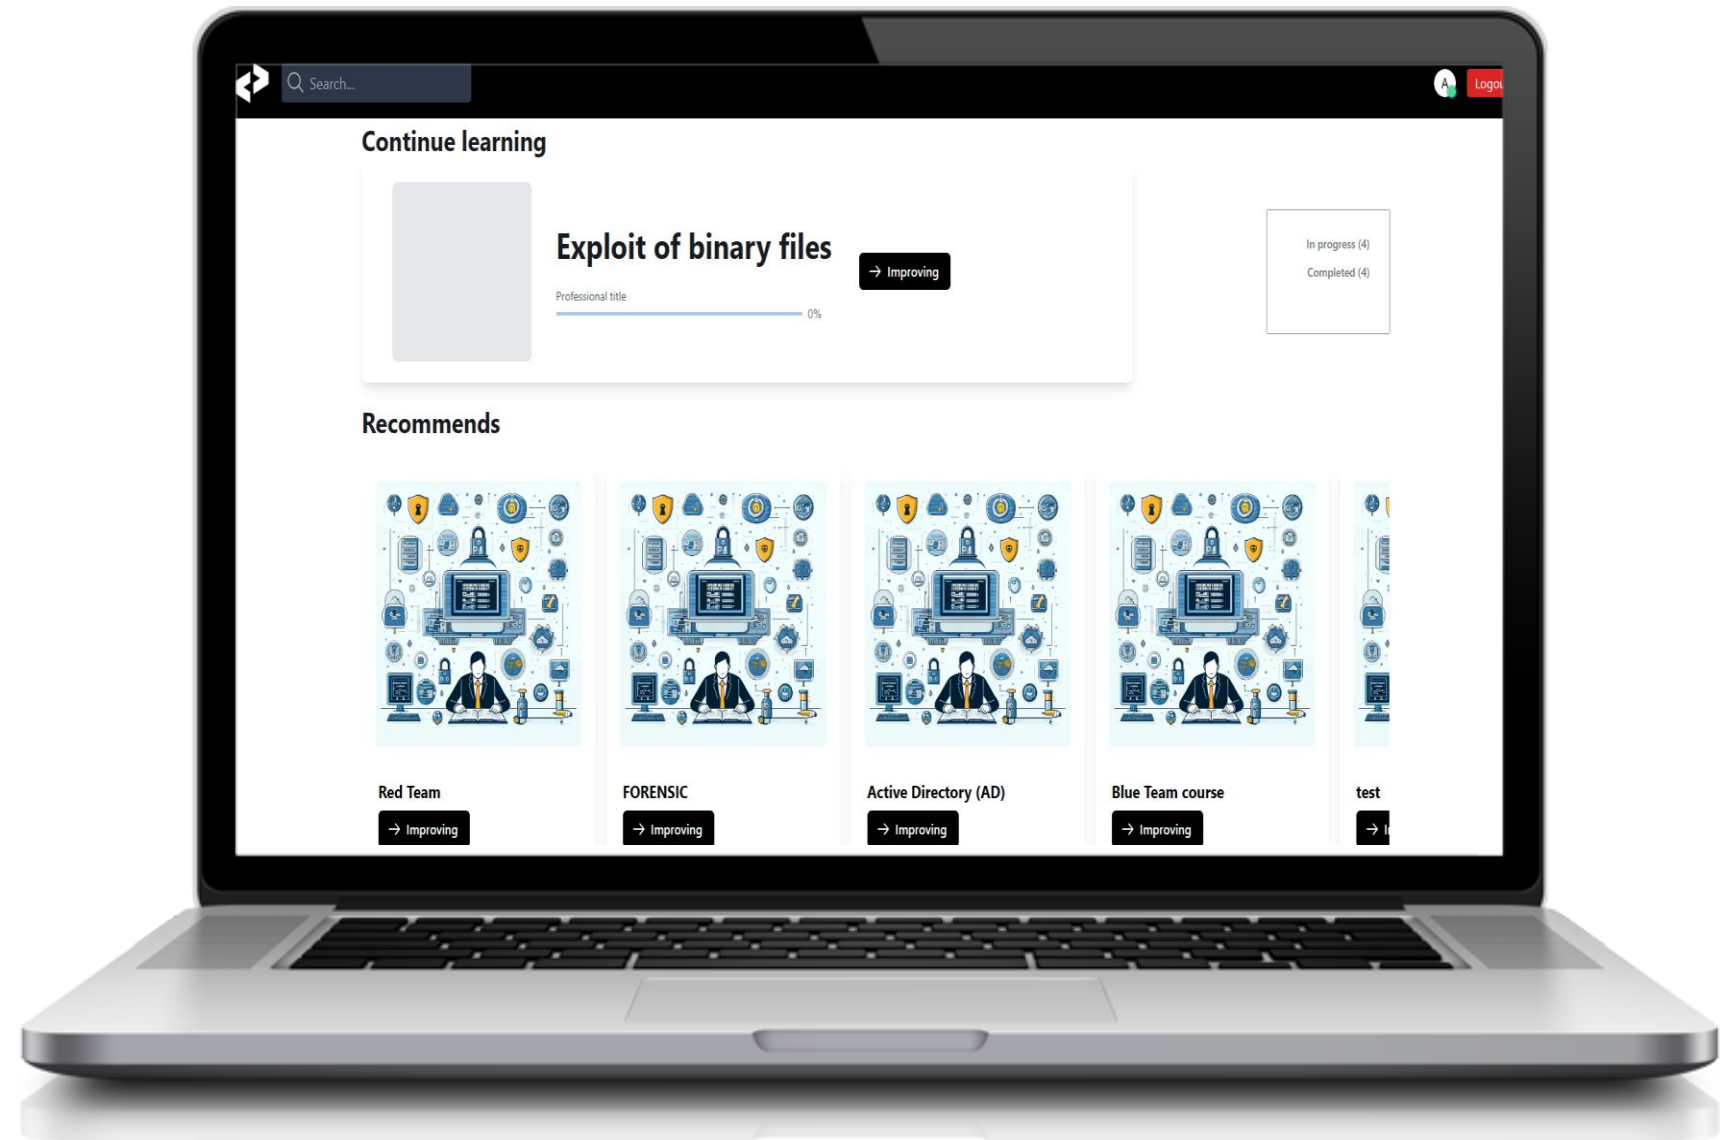 Search...
A
Logou
Continue learning
Exploit of binary files
Improving
Professional title
0%
In progress (4)
Completed (4)
Recommends
Red Team
FORENSIC
Active Directory (AD)
Blue Team course
test
Improving
Improving
Improving
Improving